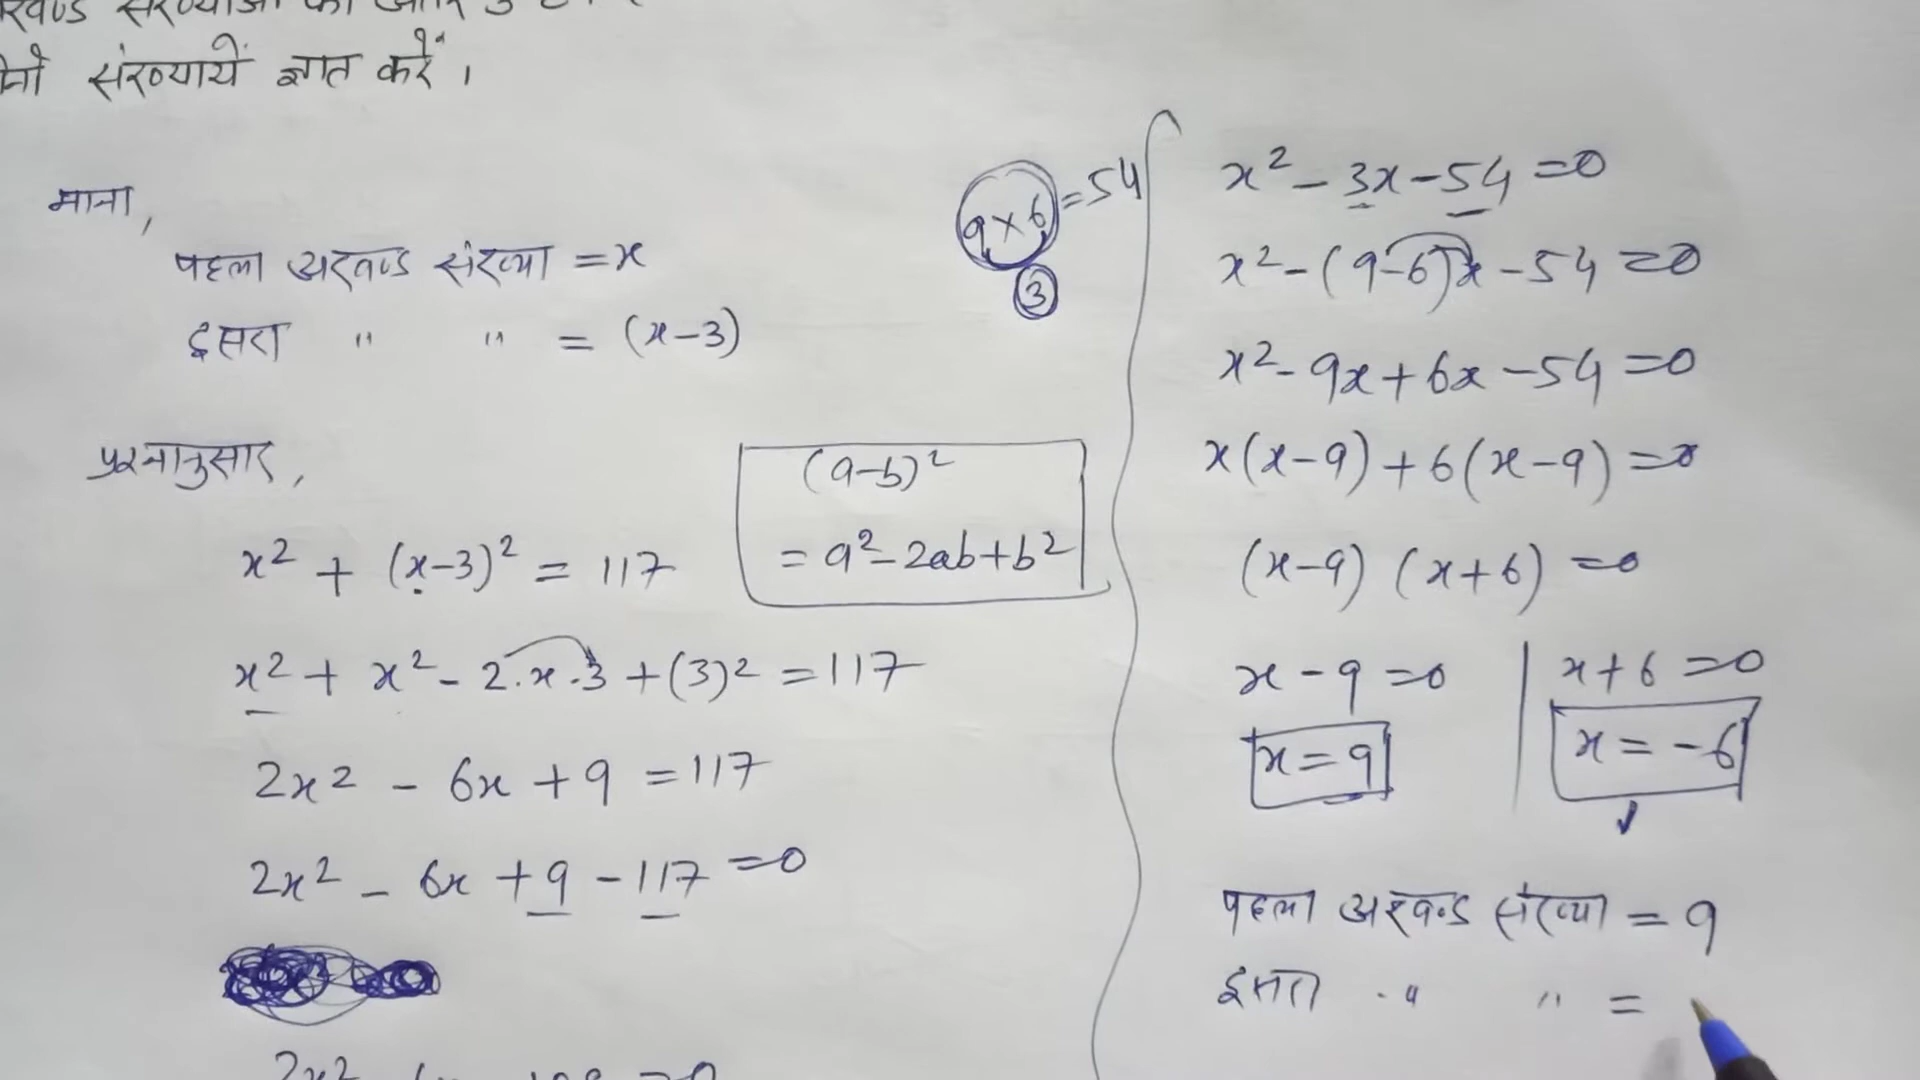 संख्याओं का अंतर 3
संख्यायें ज्ञात करें।
माना,
पहला अखण्ड संख्या = x
दुसरा " " = (x-3)
प्रश्नानुसार,
x² + (x-3)² = 117
x² + x² - 2.x.3 + (3)² = 117
2x² - 6x + 9 = 117
2x² - 6x + 9 - 117 = 0
(a-b)²
= a² - 2ab + b²
9 x 6 = 54
3
x² - 3x - 54 = 0
x² - (9-6)x - 54 = 0
x² - 9x + 6x - 54 = 0
x(x-9) + 6(x-9) = 0
(x-9) (x+6) = 0
x - 9 = 0 | x + 6 = 0
x = 9 x = -6
पहला अखण्ड संख्या = 9
दुसरा " " =